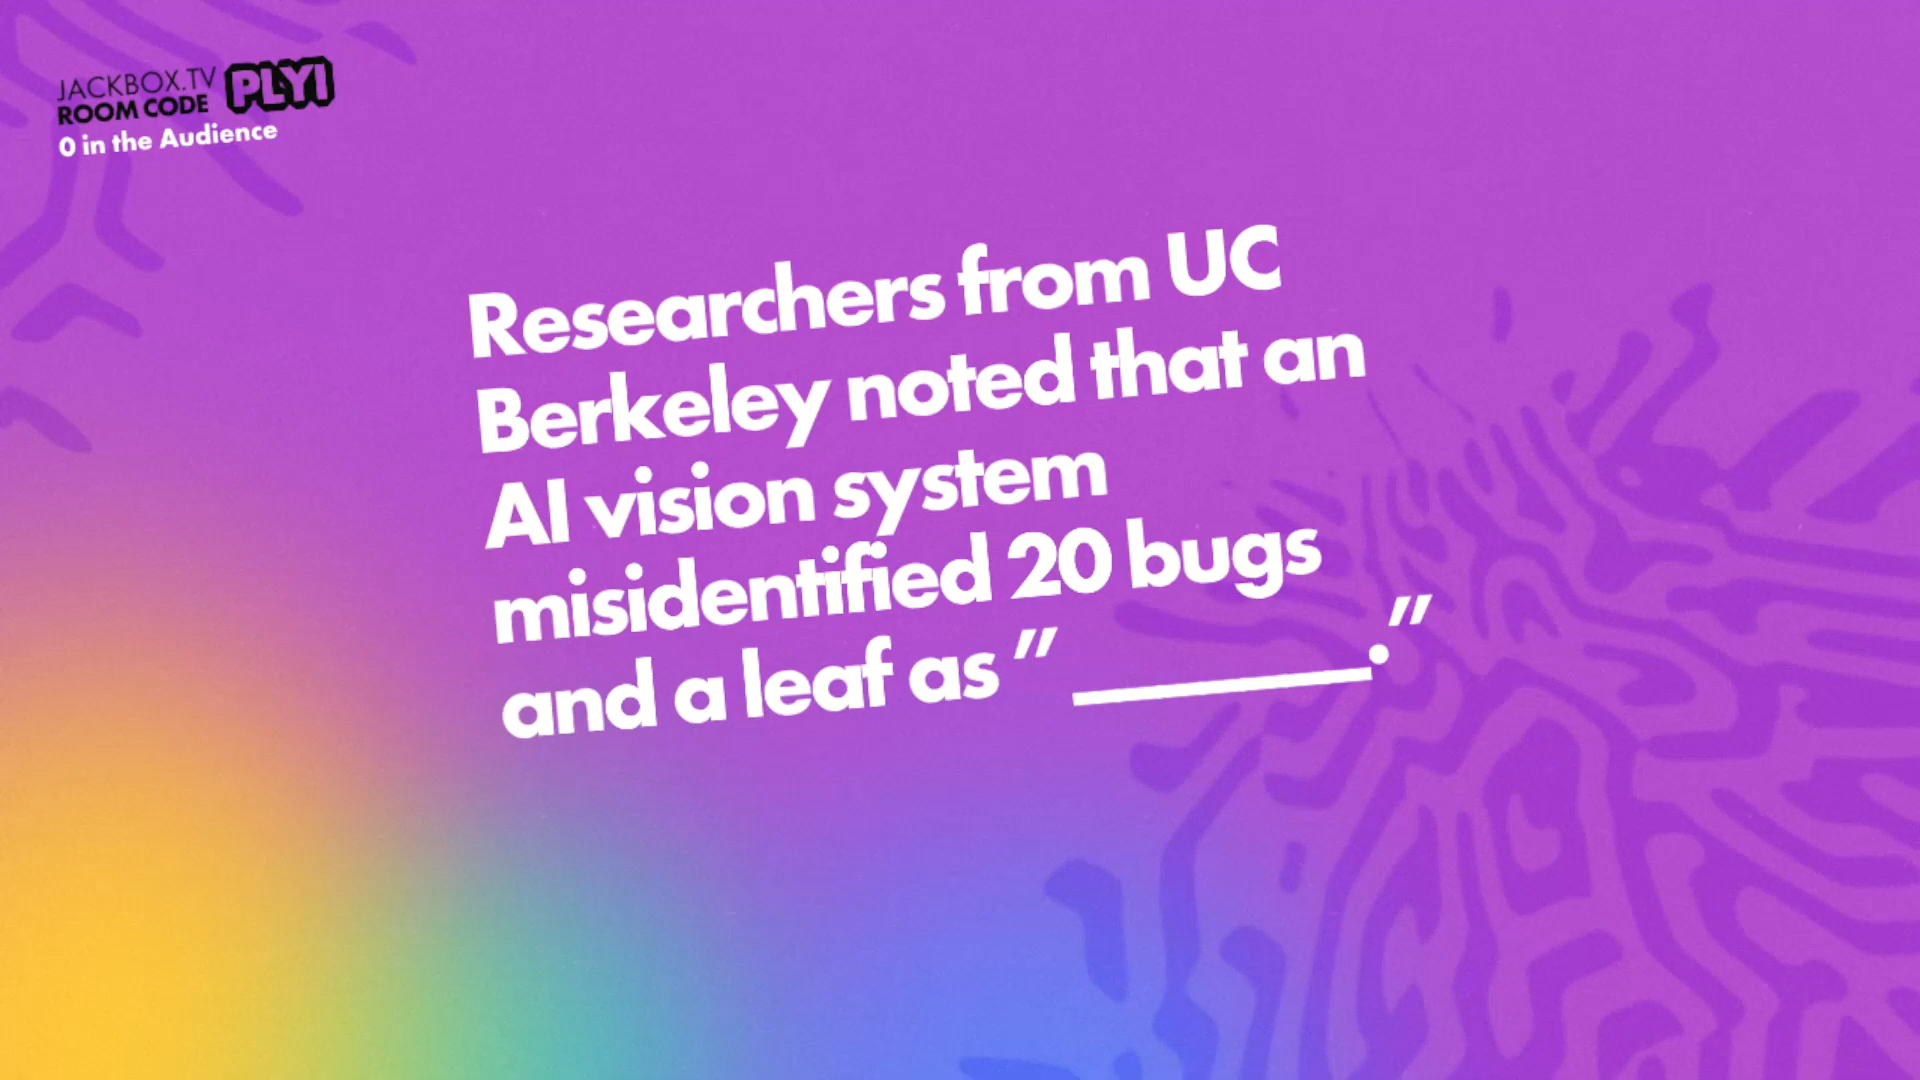 JACKBOX.TV
ROOM CODE PLYI
0 in the Audience
Researchers from UC
Berkeley noted that an
AI vision system
misidentified 20 bugs
and a leaf as "______."